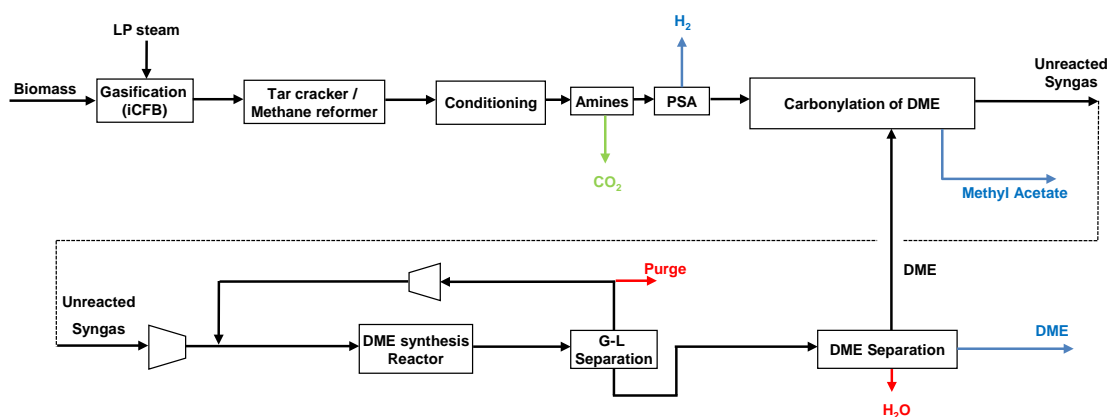 LP steam
H2
Unreacted
Syngas
Biomass
Gasification
(iCFB)
Tar cracker /
Methane reformer
Conditioning
Amines
PSA
Carbonylation of DME
CO2
Methyl Acetate
Purge
DME
Unreacted
Syngas
DME synthesis
Reactor
G-L
Separation
DME Separation
DME
H2O